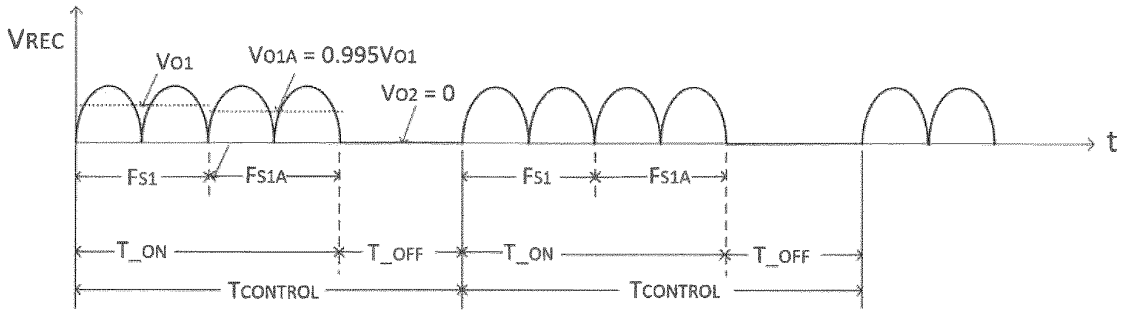 VREC
VO1
VO1A = 0.995VO1
VO2 = 0
t
FS1
FS1A
FS1
FS1A
T_ON
T_OFF
T_ON
T_OFF
TCONTROL
TCONTROL